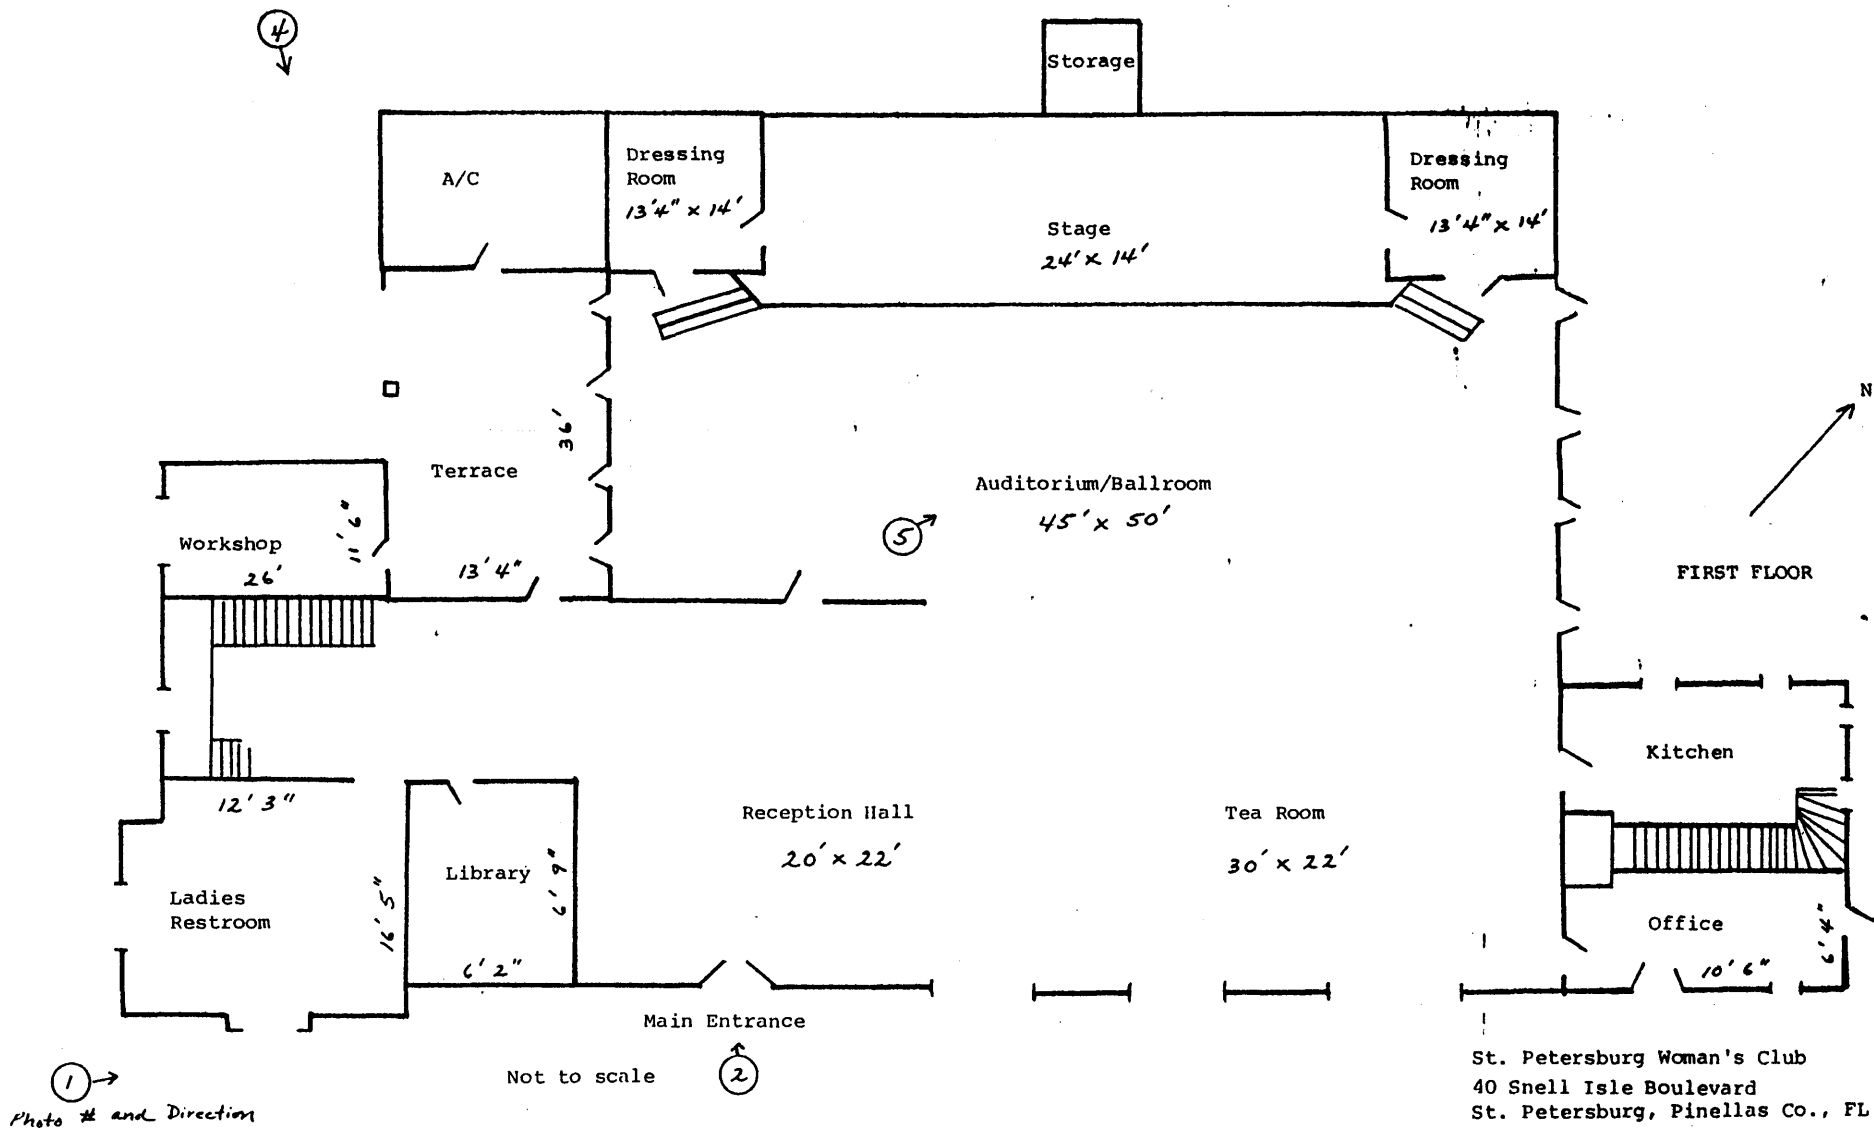 4
Storage
A/C
Dressing
Room
13'4" x 14'
Stage
24' x 14'
Dressing
Room
13'4" x 14'
N
36'
Terrace
Auditorium/Ballroom
45' x 50'
5
11' 6"
Workshop
26'
13' 4"
FIRST FLOOR
Kitchen
12' 3"
Reception Hall
20' x 22'
Tea Room
30' x 22'
Library
6' 9"
6' 2"
Ladies
Restroom
16' 5"
Office
6' 4"
10' 6"
Main Entrance
Not to scale
2
1
Photo # and Direction
St. Petersburg Woman's Club
40 Snell Isle Boulevard
St. Petersburg, Pinellas Co., FL